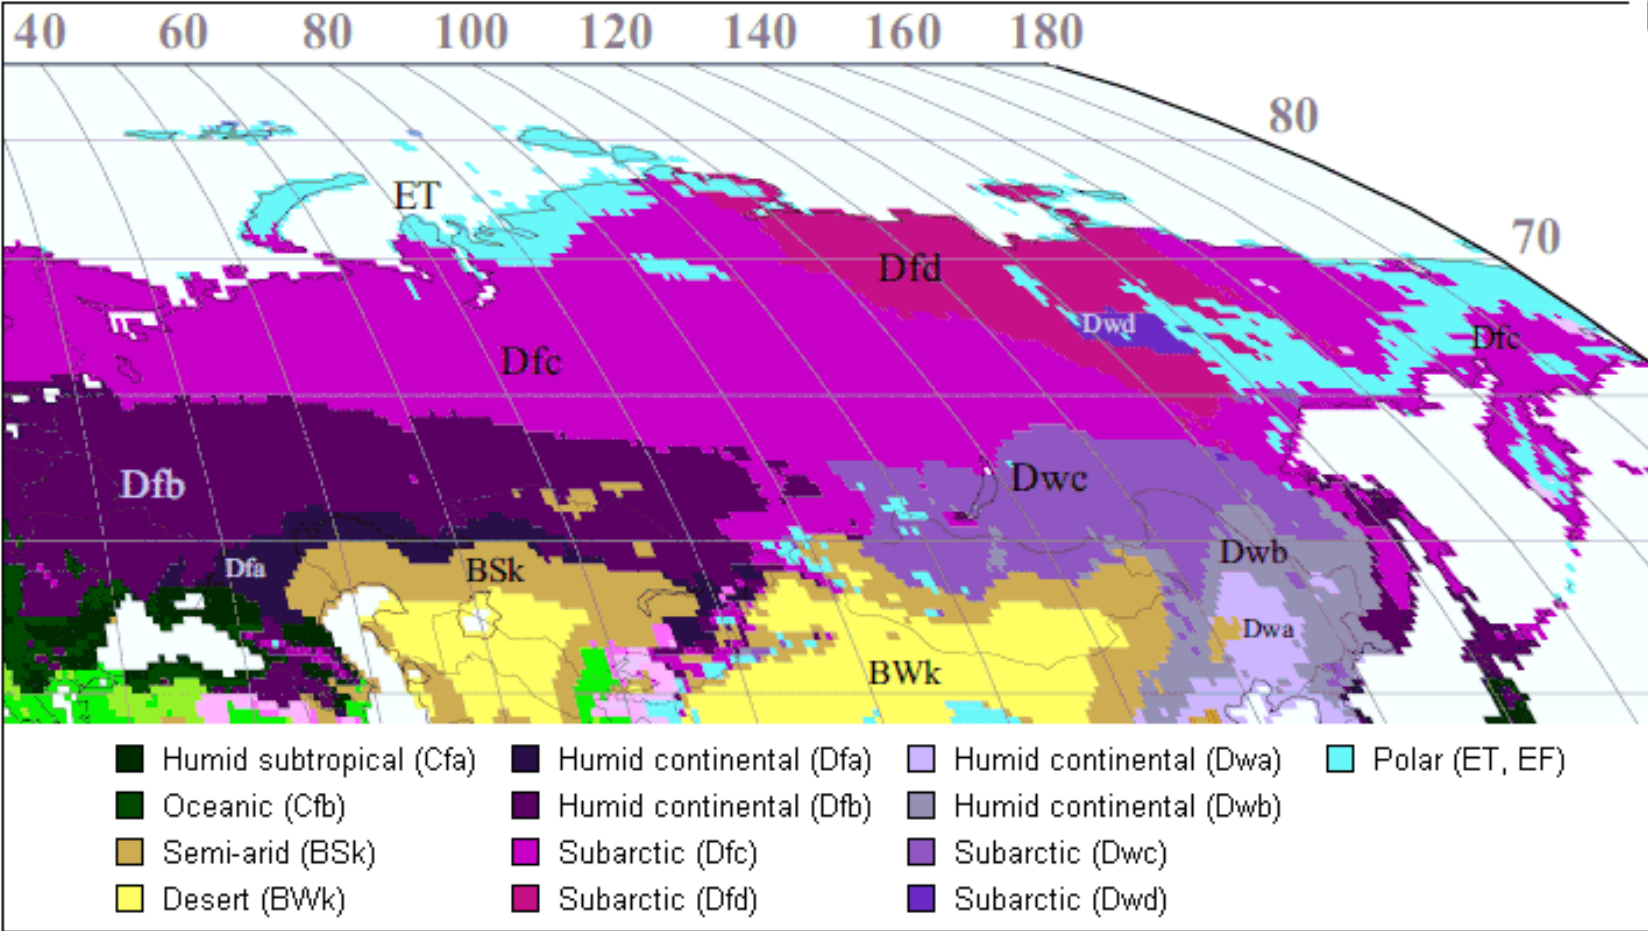 40 60 80 100 120 140 160 180
80
ET
70
Dfd
Dwd
Dfc
Dfc
Dfb
Dwc
Dfa
BSk
Dwb
Dwa
BWk
Humid subtropical (Cfa) Humid continental (Dfa) Humid continental (Dwa) Polar (ET, EF)
Oceanic (Cfb) Humid continental (Dfb) Humid continental (Dwb)
Semi-arid (BSk) Subarctic (Dfc) Subarctic (Dwc)
Desert (BWk) Subarctic (Dfd) Subarctic (Dwd)